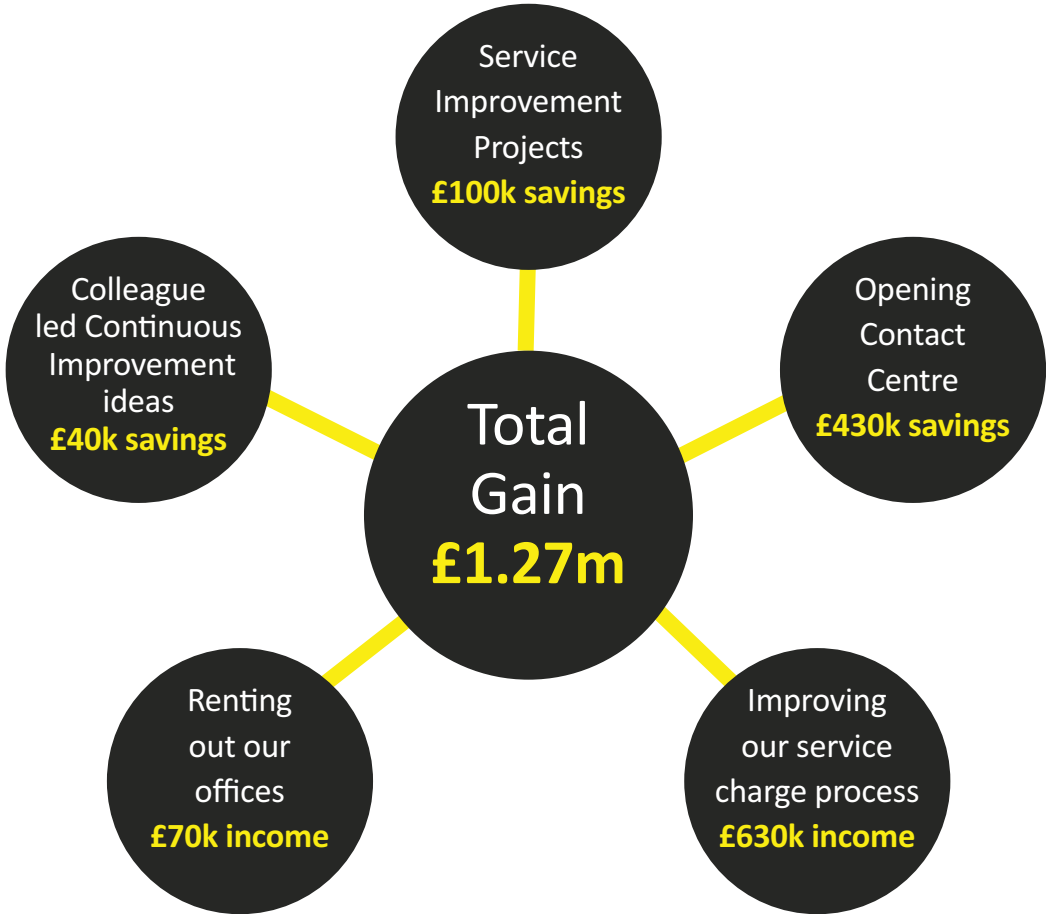 Service
Improvement
Projects
£100k savings
Colleague
led Continuous
Improvement
ideas
£40k savings
Opening
Contact
Centre
£430k savings
Total
Gain
£1.27m
Renting
out our
offices
£70k income
Improving
our service
charge process
£630k income